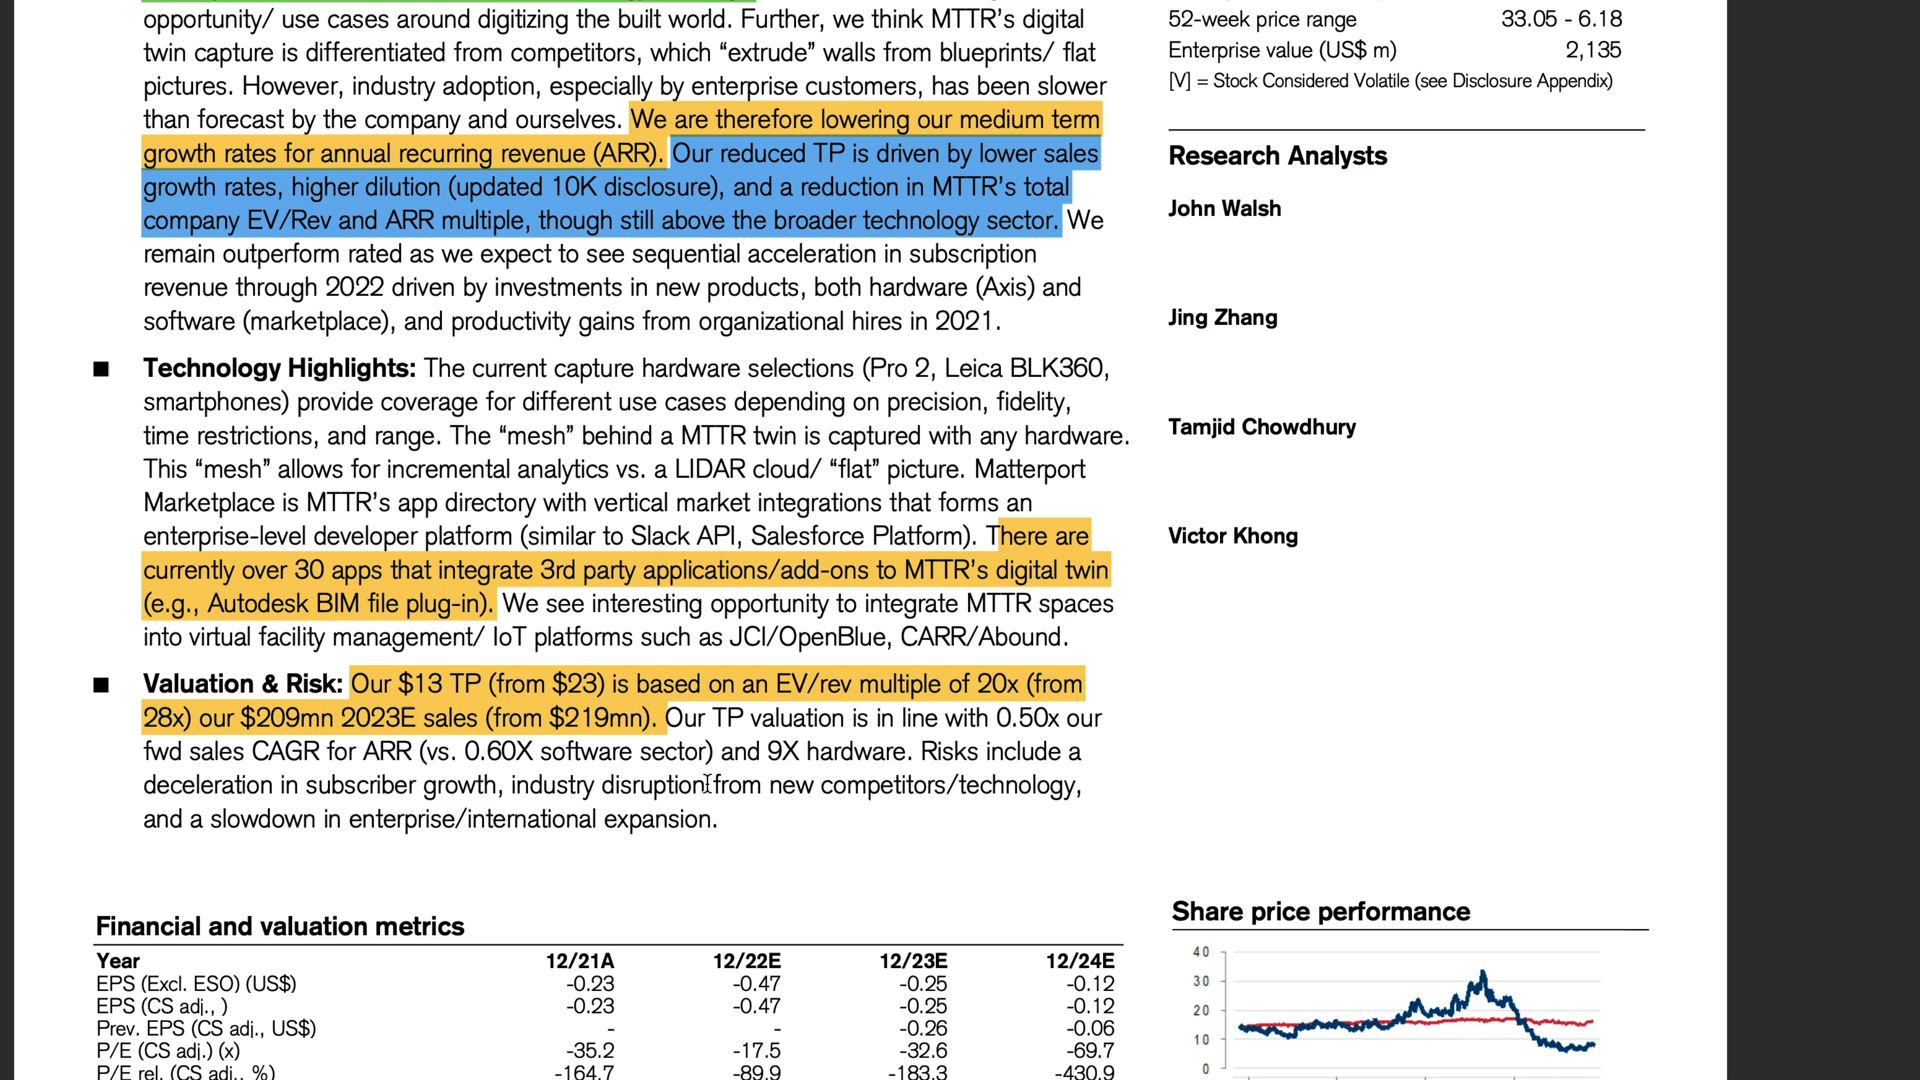 opportunity/ use cases around digitizing the built world. Further, we think MTTR's digital
twin capture is differentiated from competitors, which “extrude” walls from blueprints/ flat
pictures. However, industry adoption, especially by enterprise customers, has been slower
than forecast by the company and ourselves. We are therefore lowering our medium term
growth rates for annual recurring revenue (ARR). Our reduced TP is driven by lower sales
growth rates, higher dilution (updated 10K disclosure), and a reduction in MTTR's total
company EV/Rev and ARR multiple, though still above the broader technology sector. We
remain outperform rated as we expect to see sequential acceleration in subscription
revenue through 2022 driven by investments in new products, both hardware (Axis) and
software (marketplace), and productivity gains from organizational hires in 2021.
■ Technology Highlights: The current capture hardware selections (Pro 2, Leica BLK360,
smartphones) provide coverage for different use cases depending on precision, fidelity,
time restrictions, and range. The “mesh” behind a MTTR twin is captured with any hardware.
This “mesh” allows for incremental analytics vs. a LIDAR cloud/ “flat” picture. Matterport
Marketplace is MTTR's app directory with vertical market integrations that forms an
enterprise-level developer platform (similar to Slack API, Salesforce Platform). There are
currently over 30 apps that integrate 3rd party applications/add-ons to MTTR's digital twin
(e.g., Autodesk BIM file plug-in). We see interesting opportunity to integrate MTTR spaces
into virtual facility management/ IoT platforms such as JCI/OpenBlue, CARR/Abound.
■ Valuation & Risk: Our $13 TP (from $23) is based on an EV/rev multiple of 20x (from
28x) our $209mn 2023E sales (from $219mn). Our TP valuation is in line with 0.50x our
fwd sales CAGR for ARR (vs. 0.60X software sector) and 9X hardware. Risks include a
deceleration in subscriber growth, industry disruption from new competitors/technology,
and a slowdown in enterprise/international expansion.
Financial and valuation metrics
Year 12/21A 12/22E 12/23E 12/24E
EPS (Excl. ESO) (US$) -0.23 -0.47 -0.25 -0.12
EPS (CS adj., ) -0.23 -0.47 -0.25 -0.12
Prev. EPS (CS adj., US$) - - -0.26 -0.06
P/E (CS adj.) (x) -35.2 -17.5 -32.6 -69.7
P/E rel. (CS adj., %) -164.7 -89.9 -183.3 -430.9
52-week price range 33.05 - 6.18
Enterprise value (US$ m) 2,135
[V] = Stock Considered Volatile (see Disclosure Appendix)
Research Analysts
John Walsh
Jing Zhang
Tamjid Chowdhury
Victor Khong
Share price performance
40
30
20
10
0